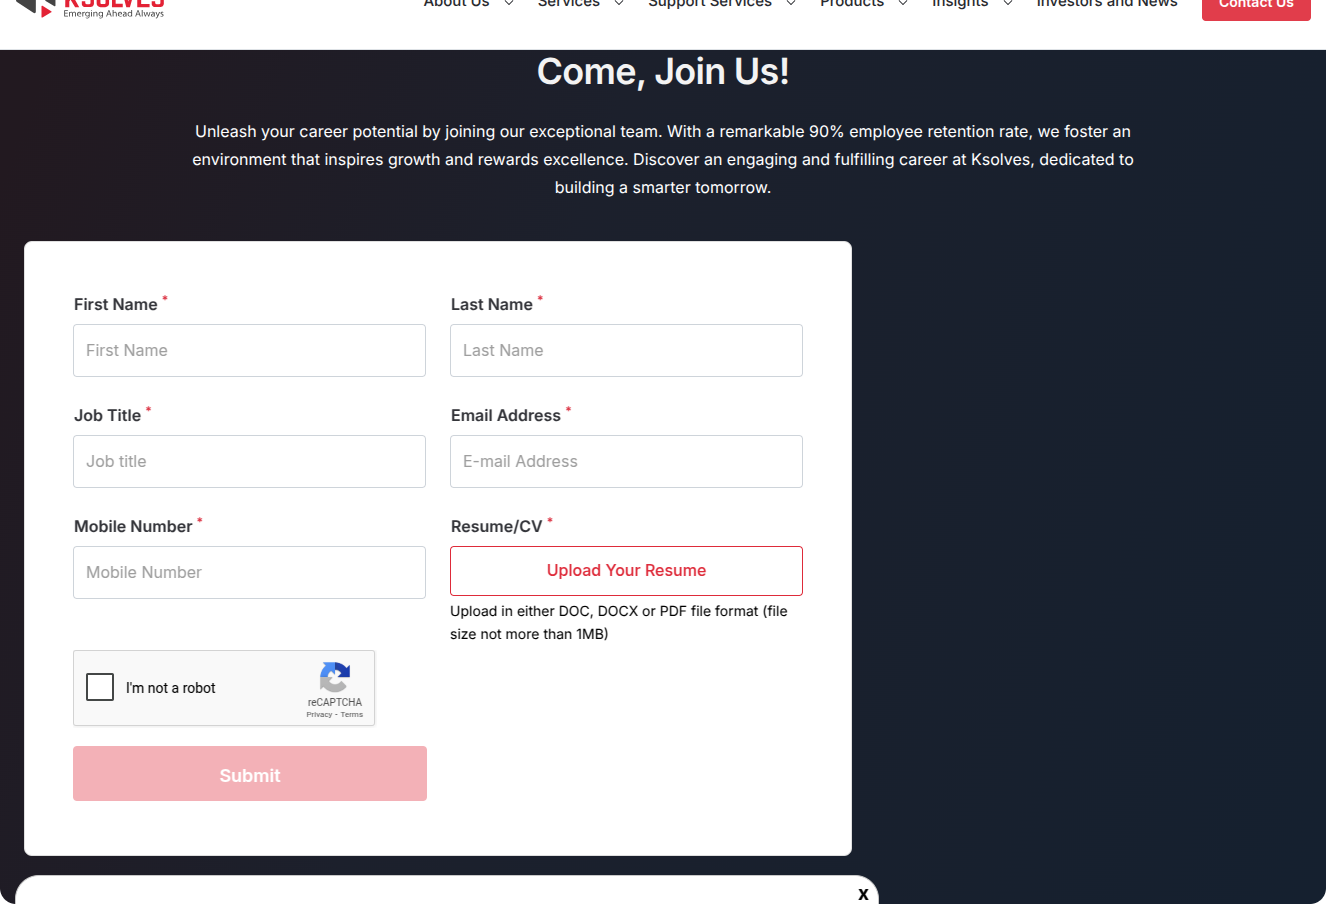 KSOLVES
Emerging Ahead Always
About Us
Services
Support Services
Products
Insights
Investors and News
Contact Us
Come, Join Us!
Unleash your career potential by joining our exceptional team. With a remarkable 90% employee retention rate, we foster an
environment that inspires growth and rewards excellence. Discover an engaging and fulfilling career at Ksolves, dedicated to
building a smarter tomorrow.
First Name *
Last Name *
First Name
Last Name
Job Title *
Email Address *
Job title
E-mail Address
Mobile Number *
Resume/CV *
Mobile Number
Upload Your Resume
Upload in either DOC, DOCX or PDF file format (file
size not more than 1MB)
I'm not a robot
reCAPTCHA
Privacy - Terms
Submit
X